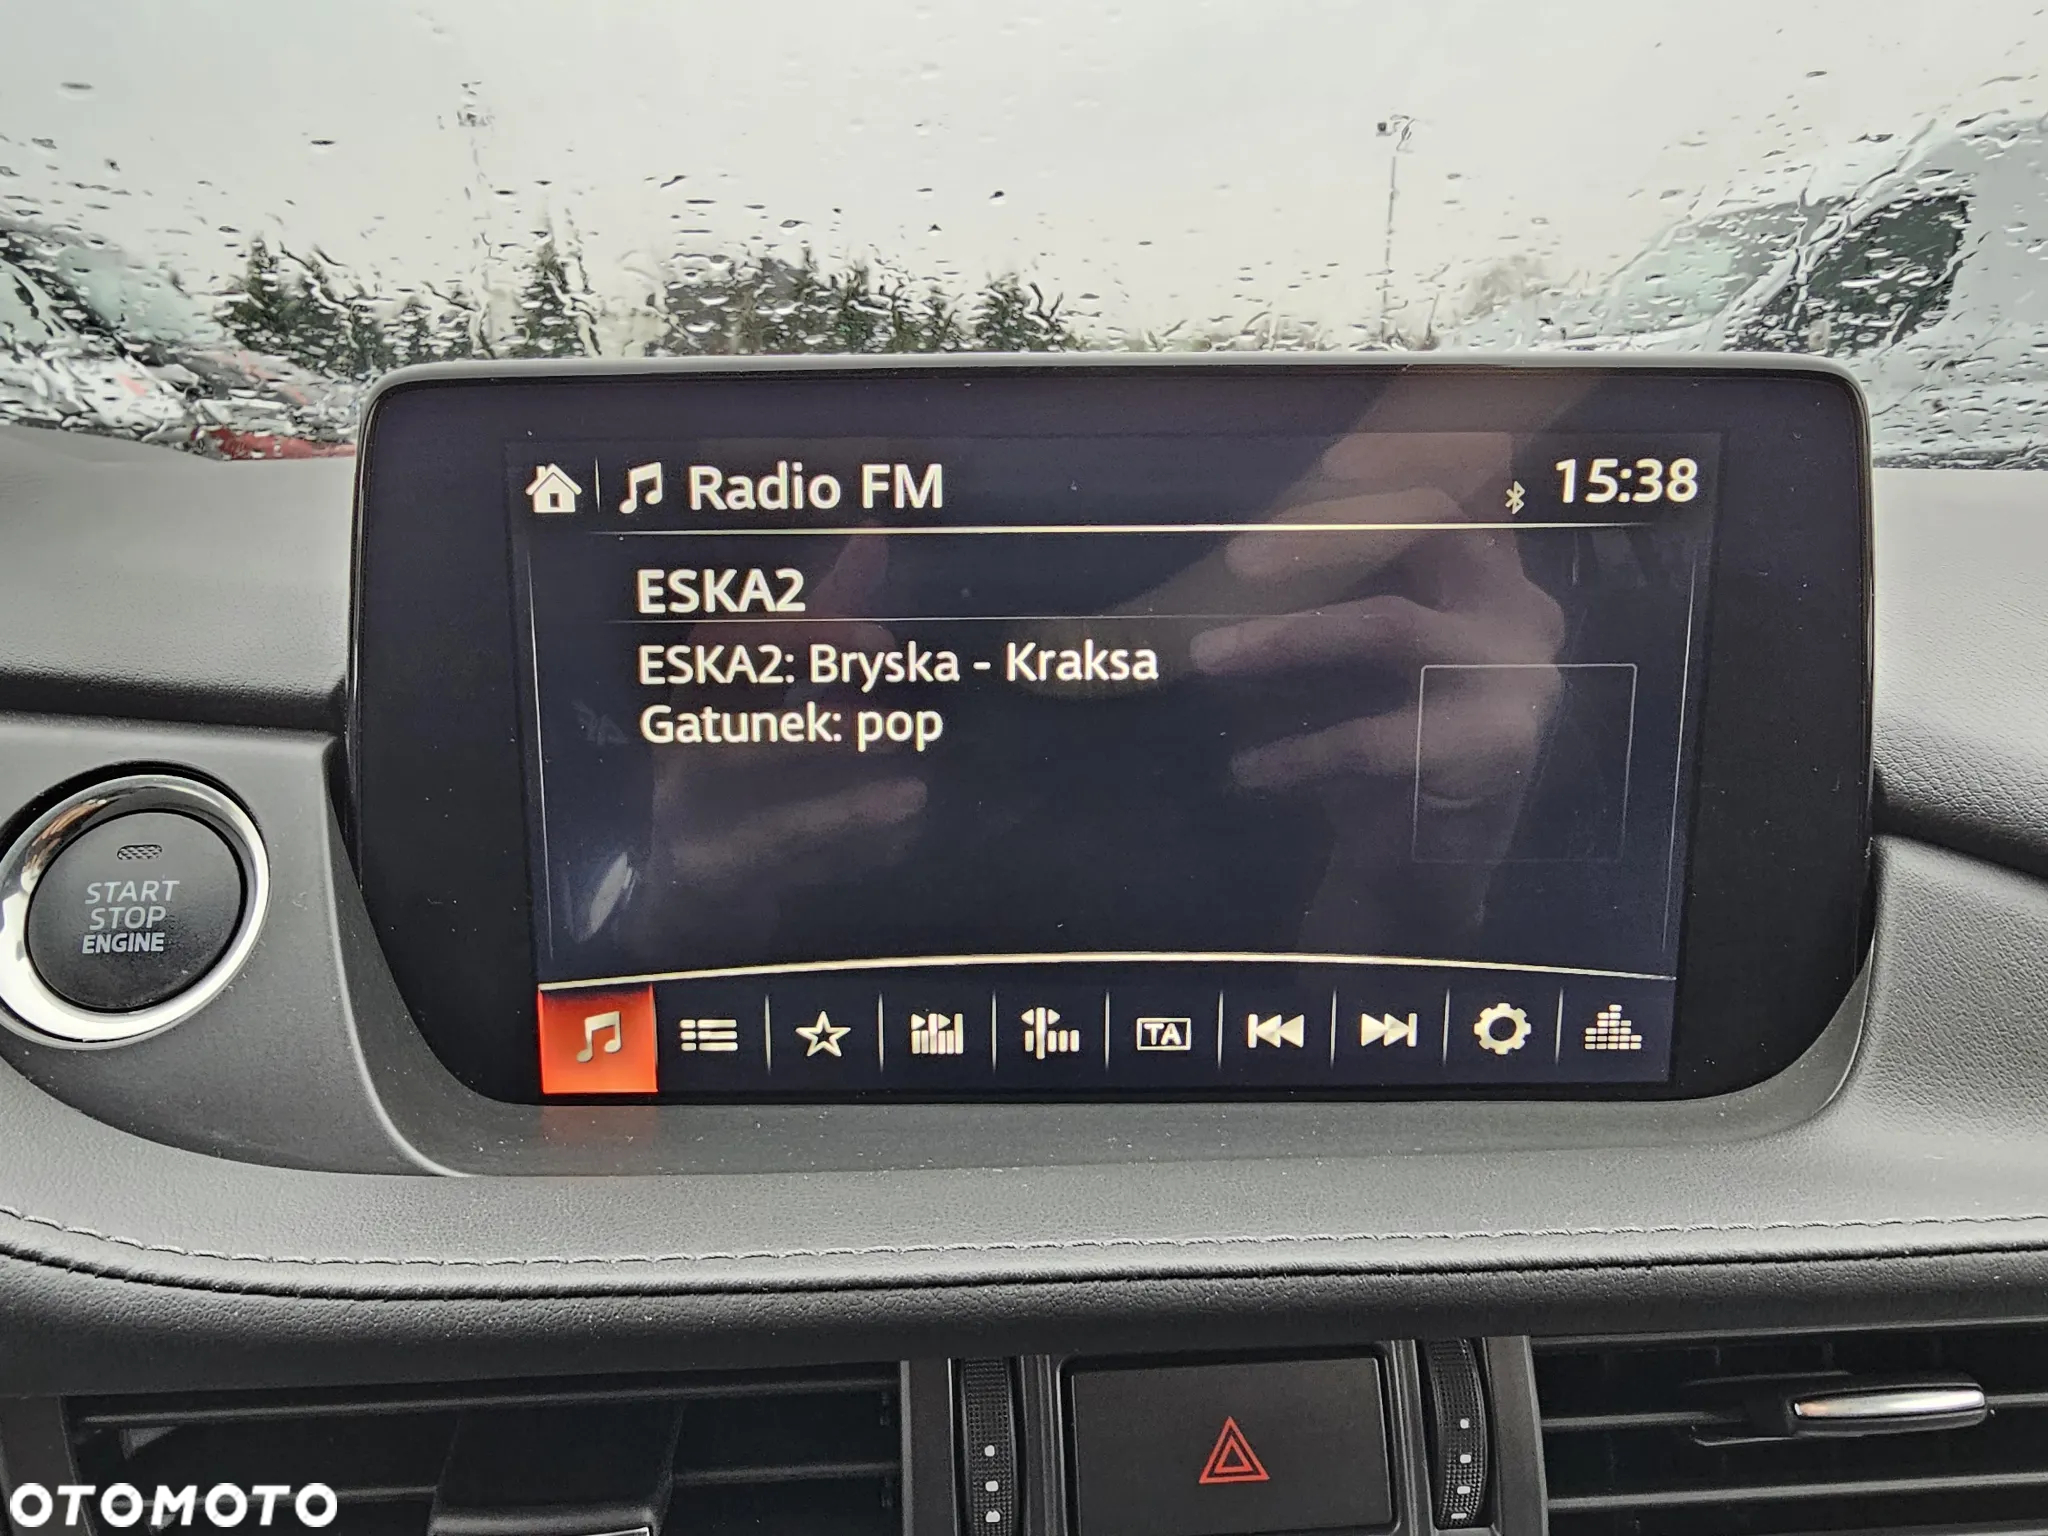 Radio FM
15:38
ESKA2
ESKA2: Bryska - Kraksa
Gatunek: pop
TA
START
STOP
ENGINE
OTOMOTO